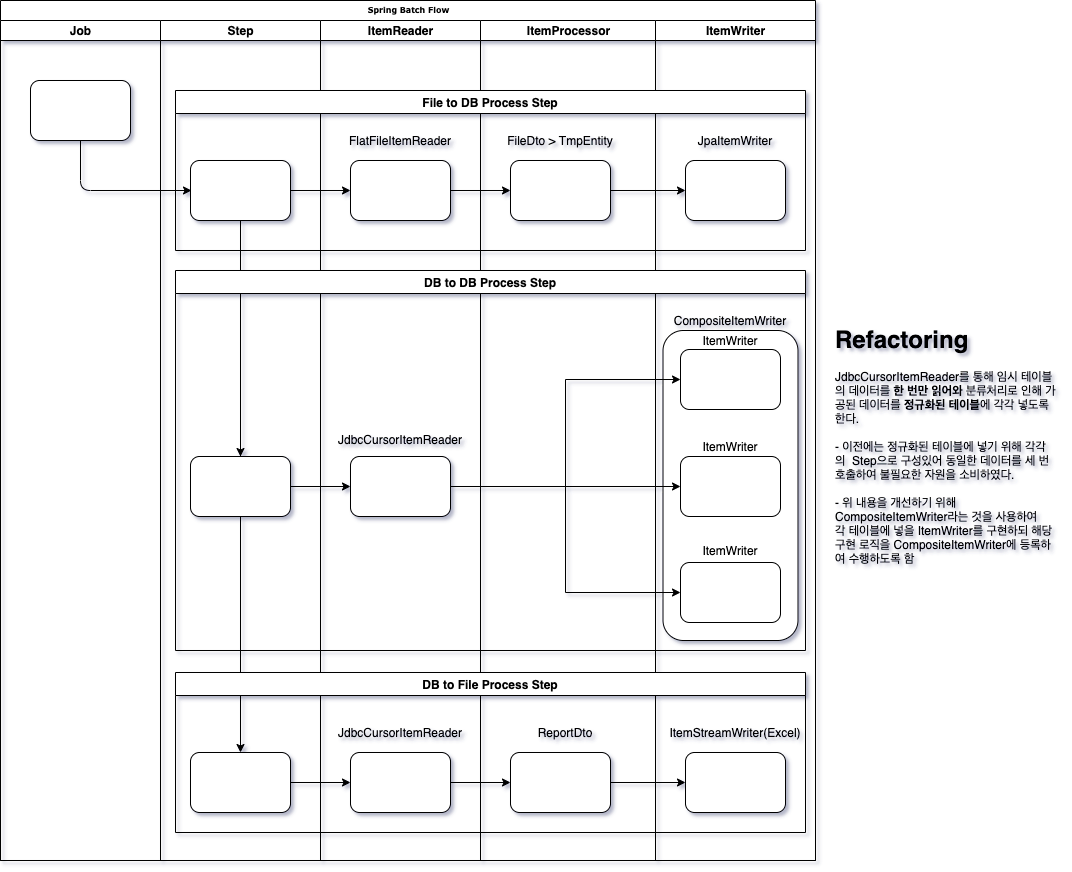 Spring Batch Flow
Job
Step
ItemReader
ItemProcessor
ItemWriter
File to DB Process Step
FlatFileItemReader
FileDto > TmpEntity
JpaItemWriter
DB to DB Process Step
CompositeItemWriter
ItemWriter
JdbcCursorItemReader
ItemWriter
ItemWriter
DB to File Process Step
JdbcCursorItemReader
ReportDto
ItemStreamWriter(Excel)
Refactoring
JdbcCursorItemReader를 통해 임시 테이블
의 데이터를 한 번만 읽어와 분류처리로 인해 가
공된 데이터를 정규화된 테이블에 각각 넣도록
한다.
- 이전에는 정규화된 테이블에 넣기 위해 각각
의  Step으로 구성있어 동일한 데이터를 세 번
호출하여 불필요한 자원을 소비하였다.
- 위 내용을 개선하기 위해
CompositeItemWriter라는 것을 사용하여
각 테이블에 넣을 ItemWriter를 구현하되 해당
구현 로직을 CompositeItemWriter에 등록하
여 수행하도록 함